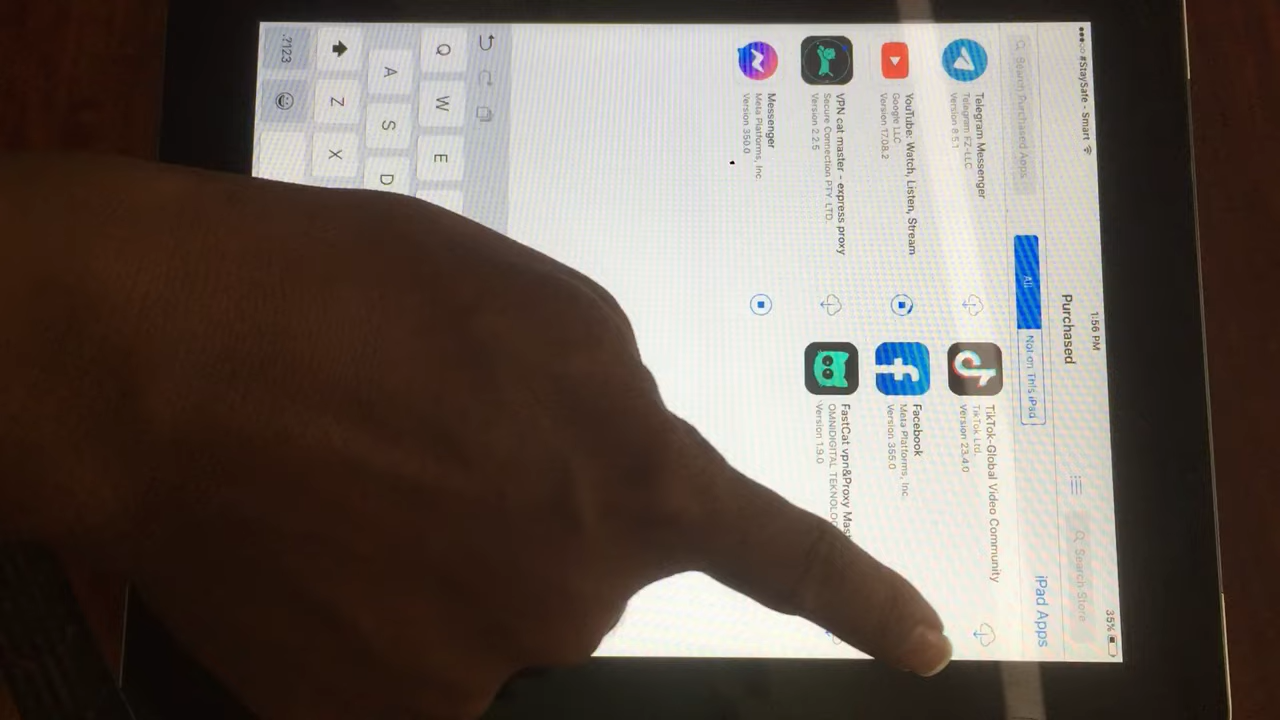 ●●●○○ #StaySafe - Smart
1:56 PM
35%
Purchased
Search Store
Search Purchased Apps
All
Not on This iPad
iPad Apps
Telegram Messenger
Telegram FZ-LLC
Version 8.5.1
TikTok-Global Video Community
TikTok Ltd.
Version 23.4.0
YouTube: Watch, Listen, Stream
Google LLC
Version 17.08.2
Facebook
Meta Platforms, Inc.
Version 355.0
VPN cat master - express proxy
Secure Connection PTY. LTD.
Version 2.2.5
FastCat vpn&Proxy Mas
OMNIDIGITAL TEKNOLO
Version 1.9.0
Messenger
Meta Platforms, Inc.
Version 350.0
Q W E
A S D
Z X
.?123